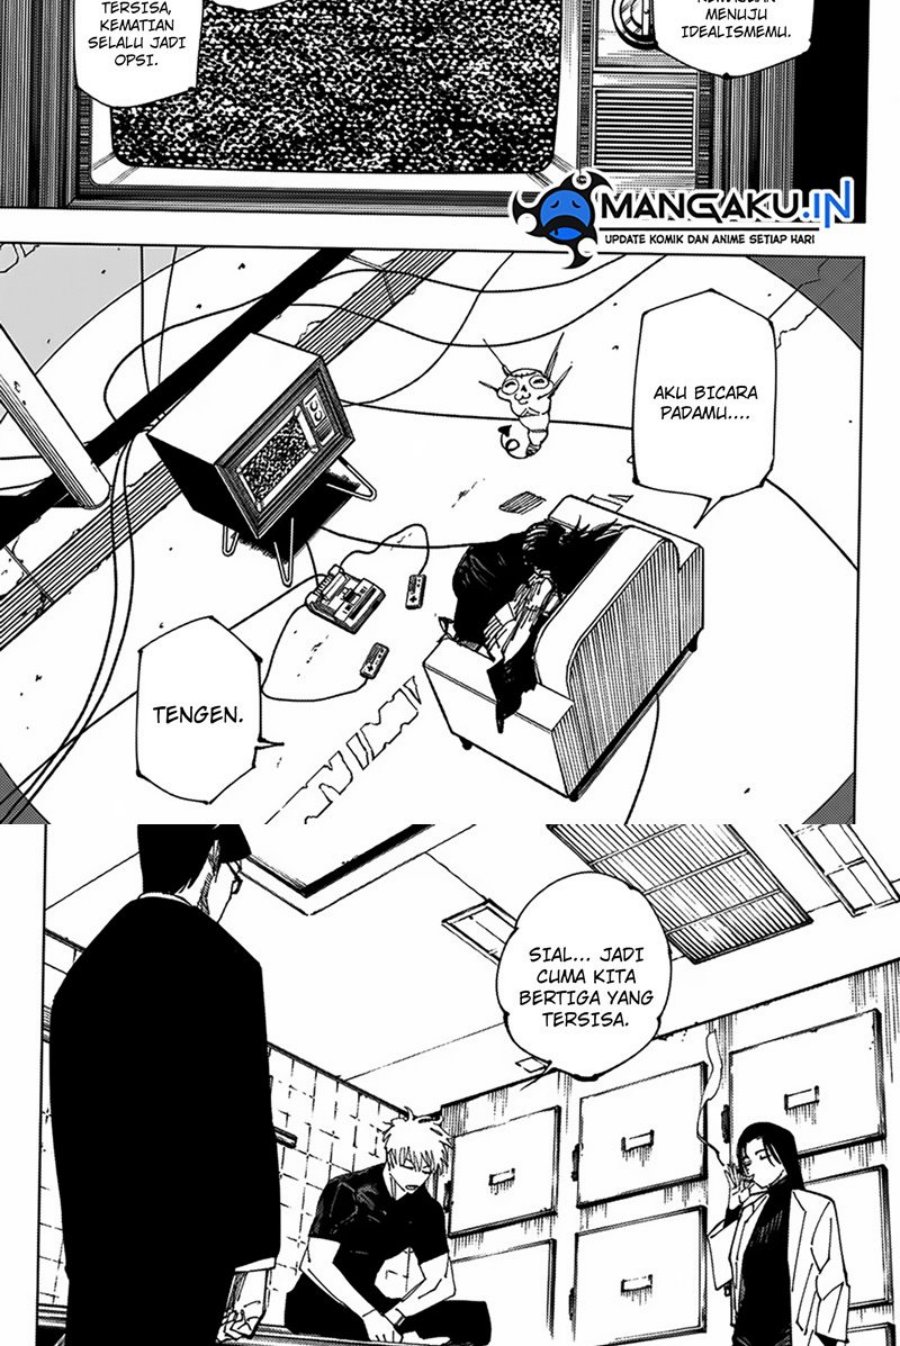 TERSISA,
KEMATIAN
SELALU JADI
OPSI.
MENUJU
IDEALISMEMU.
MANGAKU.IN
UPDATE KOMIK DAN ANIME SETIAP HARI
AKU BICARA
PADAMU....
TENGEN.
SIAL... JADI
CUMA KITA
BERTIGA YANG
TERSISA.